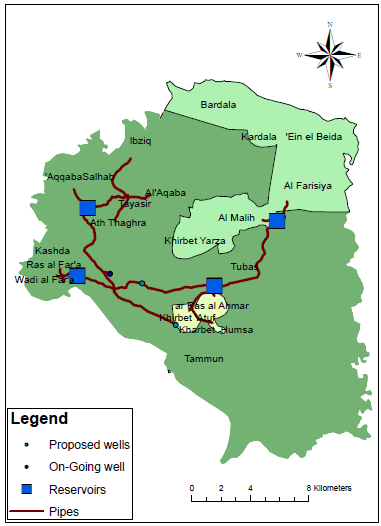 N
W E
S
Bardala
Kardala 'Ein el Beida
Ibziq
'AqqabaSalhab
Al Farisiya
Al'Aqaba
Tayasir
Al Malih
Ath Thaghra
Khirbet Yarza
Kashda
Ras al Far'a
Tubas
Wadi al Far'a
ar Ras al Ahmar
Khirbet 'Atuf
Kharbet Humsa
Tammun
Legend
Proposed wells
On-Going well
Reservoirs
Pipes
0 2 4 8 Kilometers